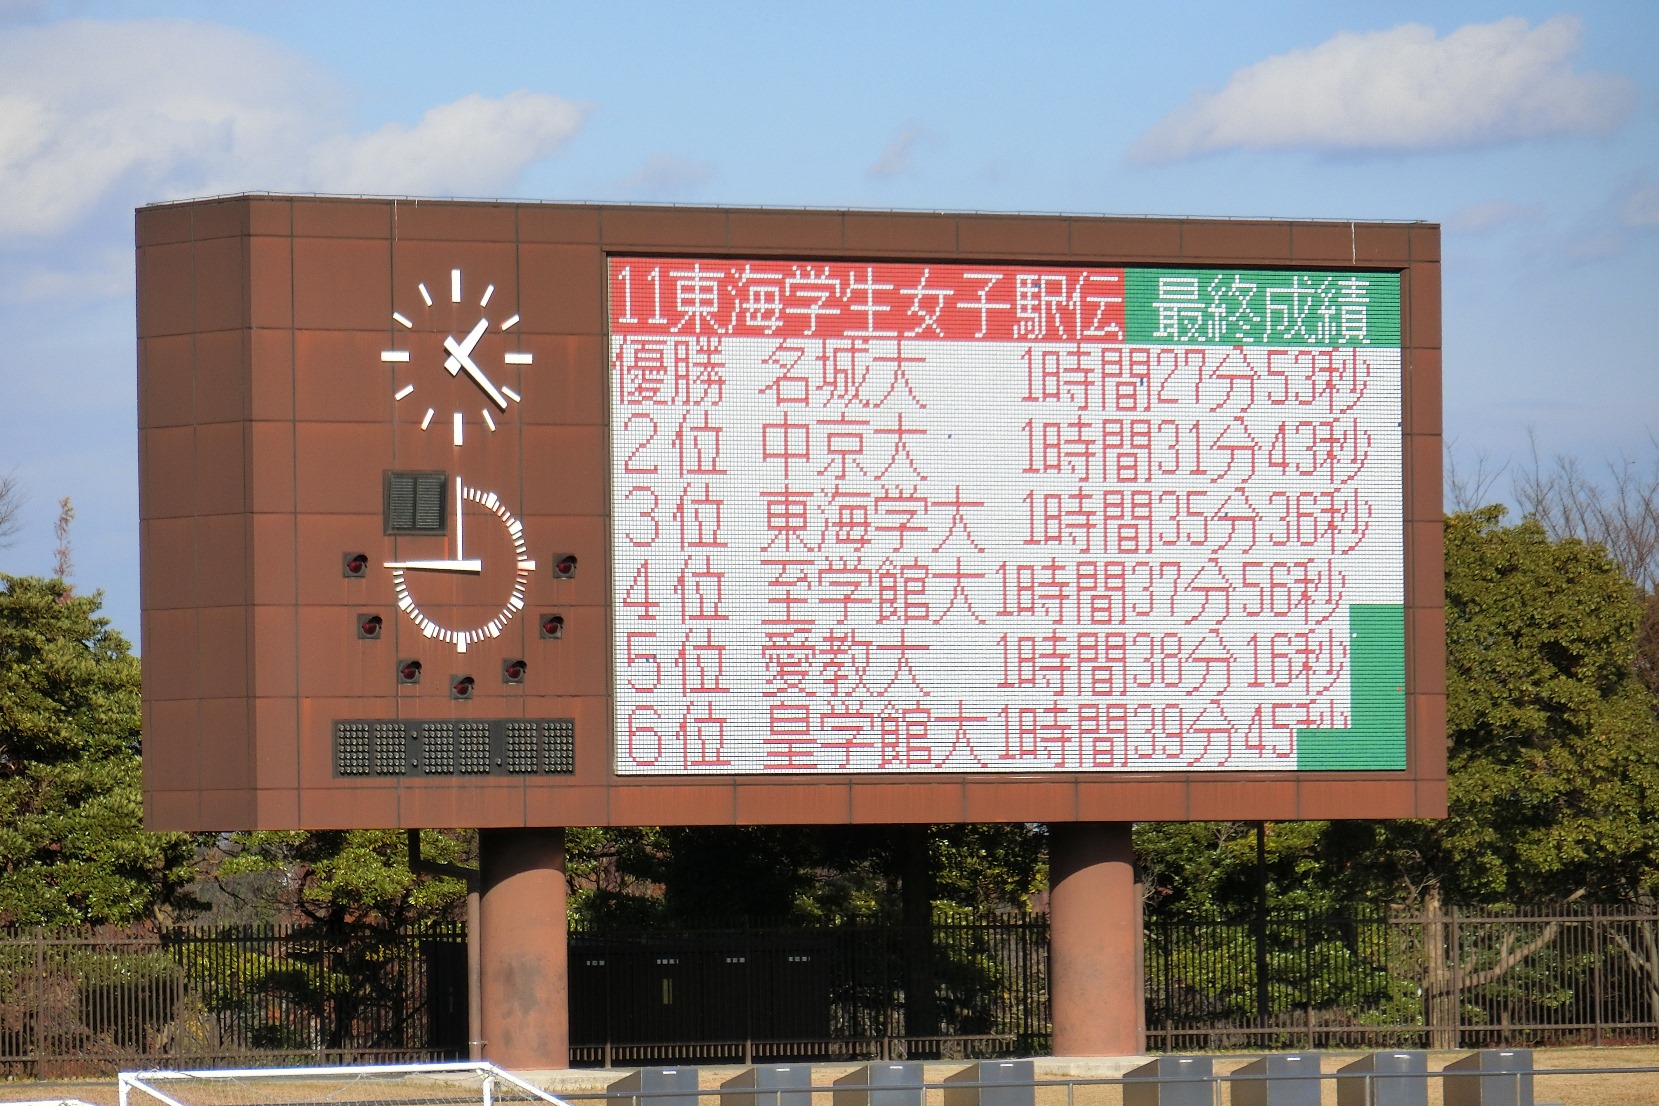 11東海学生女子駅伝 最終成績
優勝 名城大 1時間27分53秒
2位 中京大 1時間31分43秒
3位 東海学大 1時間35分36秒
4位 至学館大 1時間37分56秒
5位 愛教大 1時間38分16秒
6位 皇学館大 1時間39分45